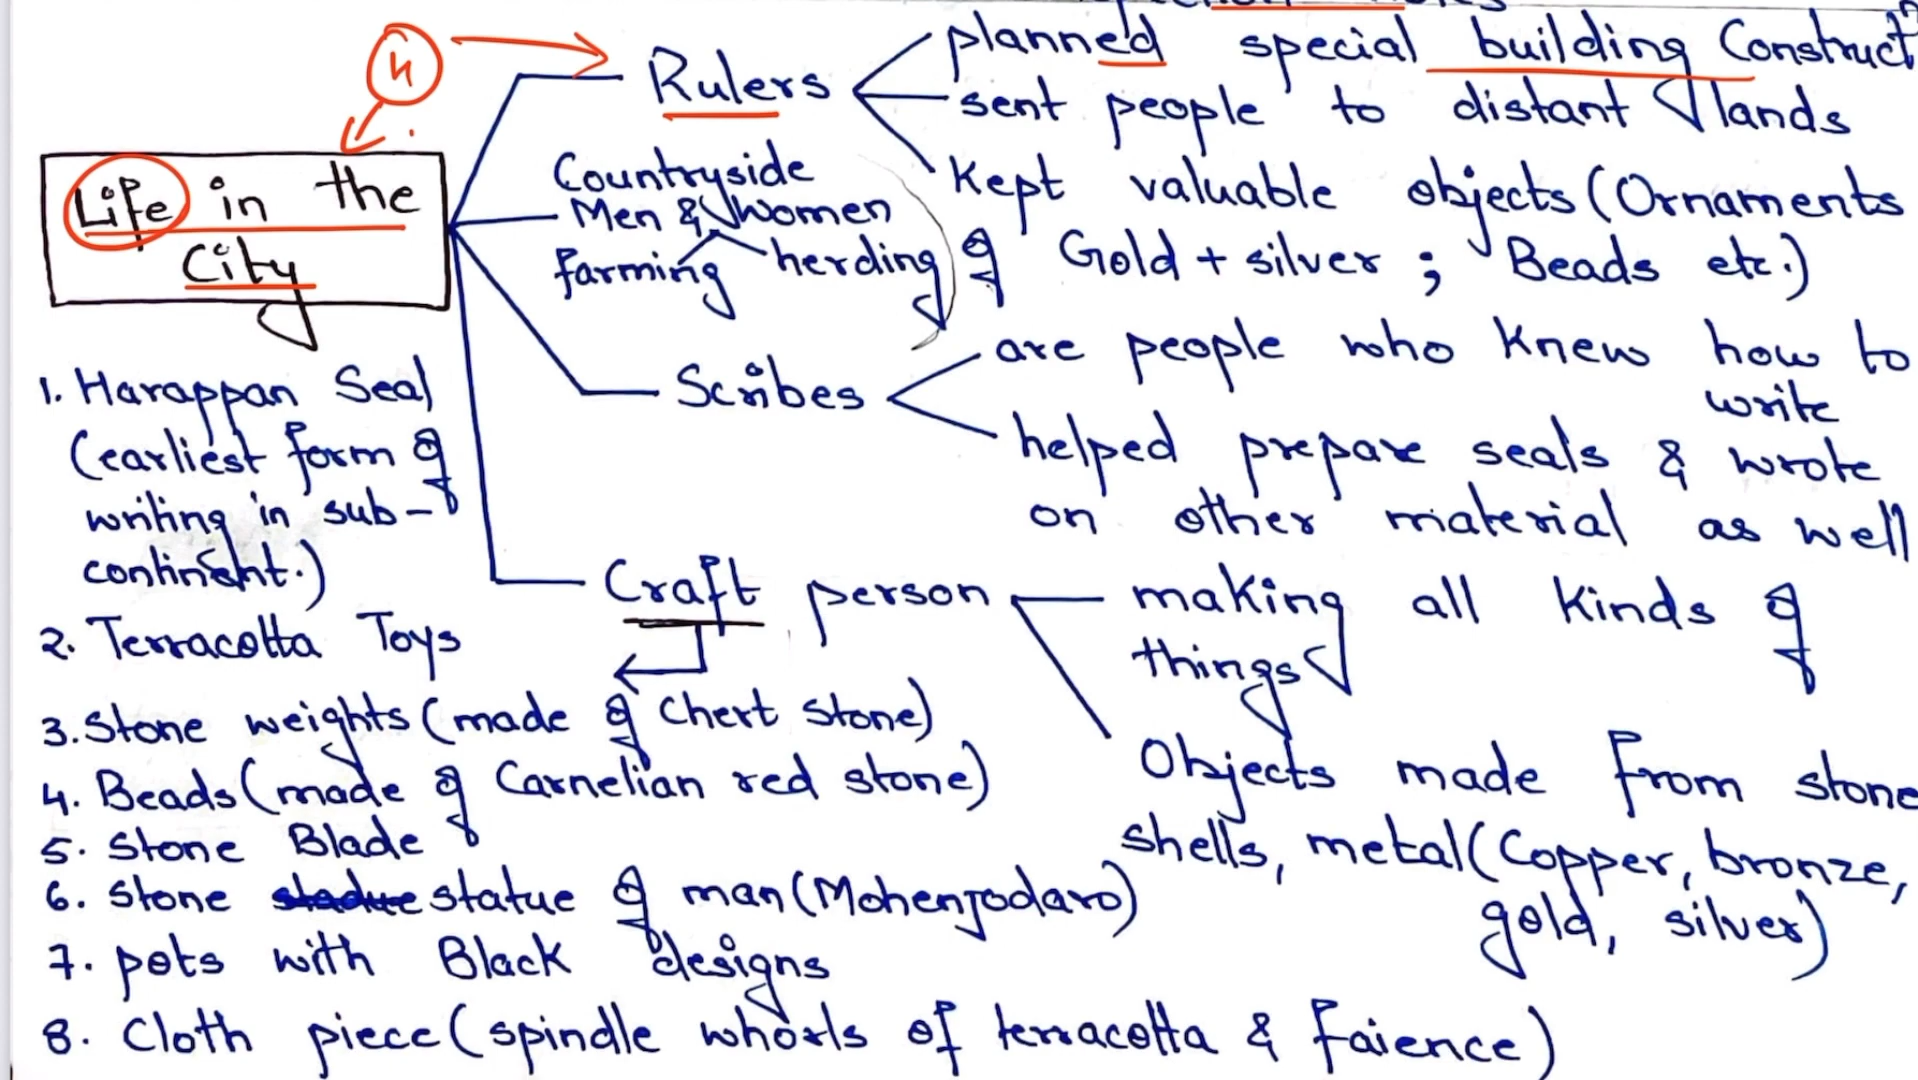 4
Rulers
planned special building Construct
sent people to distant lands
Kept valuable objects (Ornaments
of Gold + silver ; Beads etc.)
Life in the
City
Countryside
Men & Women
farming herding
Scribes
are people who knew how to
write
helped prepare seals & wrote
on other material as well
Craft person
making all kinds of
things
Objects made from stone
shells, metal (Copper, bronze,
gold, silver)
1. Harappan Seal
(earliest form of
writing in sub-
continent.)
2. Terracotta Toys
3. Stone weights (made of Chert stone)
4. Beads (made of Carnelian red stone)
5. Stone Blade
6. Stone statue of man (Mohenjodaro)
7. pots with Black designs
8. Cloth piece (spindle whorls of terracotta & Faience)